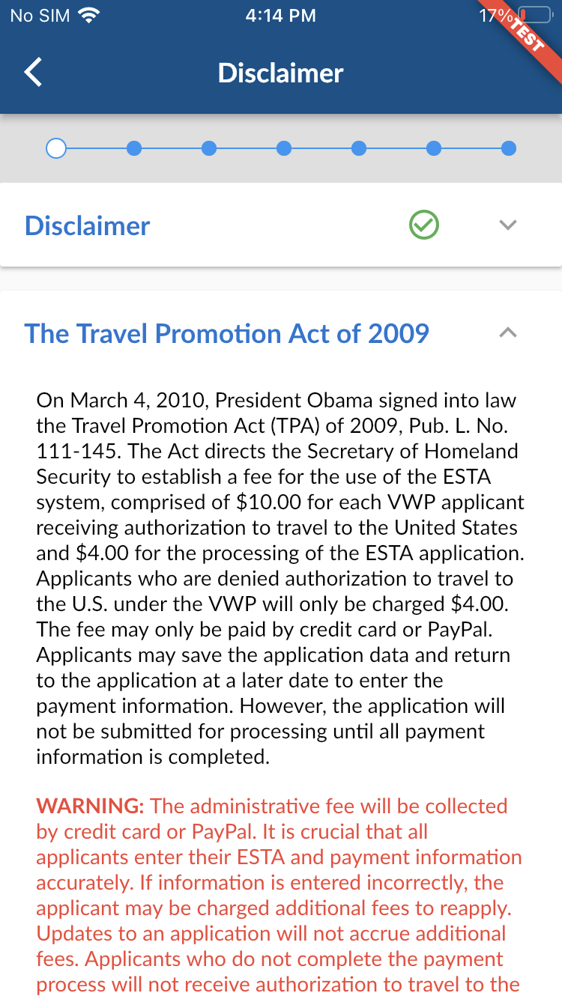 No SIM
4:14 PM
17%
TEST
Disclaimer
Disclaimer
The Travel Promotion Act of 2009
On March 4, 2010, President Obama signed into law
the Travel Promotion Act (TPA) of 2009, Pub. L. No.
111-145. The Act directs the Secretary of Homeland
Security to establish a fee for the use of the ESTA
system, comprised of $10.00 for each VWP applicant
receiving authorization to travel to the United States
and $4.00 for the processing of the ESTA application.
Applicants who are denied authorization to travel to
the U.S. under the VWP will only be charged $4.00.
The fee may only be paid by credit card or PayPal.
Applicants may save the application data and return
to the application at a later date to enter the
payment information. However, the application will
not be submitted for processing until all payment
information is completed.
WARNING: The administrative fee will be collected
by credit card or PayPal. It is crucial that all
applicants enter their ESTA and payment information
accurately. If information is entered incorrectly, the
applicant may be charged additional fees to reapply.
Updates to an application will not accrue additional
fees. Applicants who do not complete the payment
process will not receive authorization to travel to the